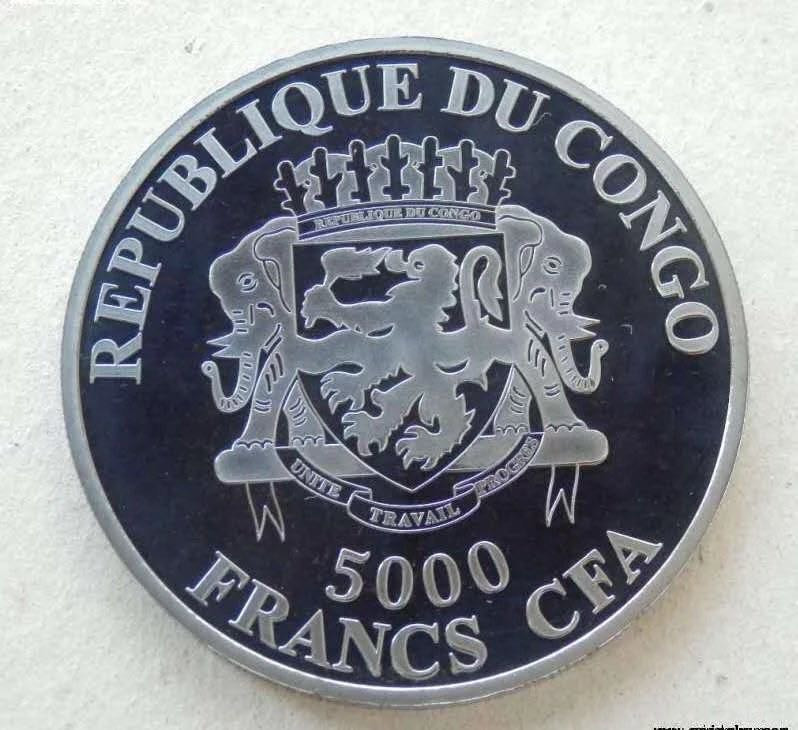 REPUBLIQUE DU CONGO
REPUBLIQUE DU CONGO
UNITE TRAVAIL PROGRES
5000
FRANCS CFA